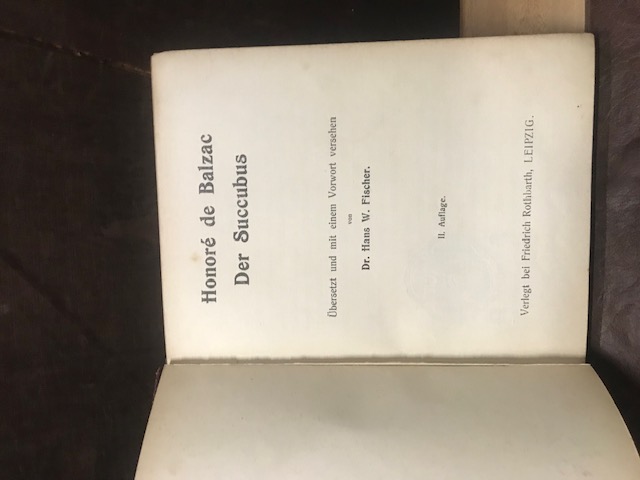 Honoré de Balzac
Der Succubus
Übersetzt und mit einem Vorwort versehen
von
Dr. Hans W. Fischer.
II. Auflage.
Verlegt bei Friedrich Rothbarth, LEIPZIG.